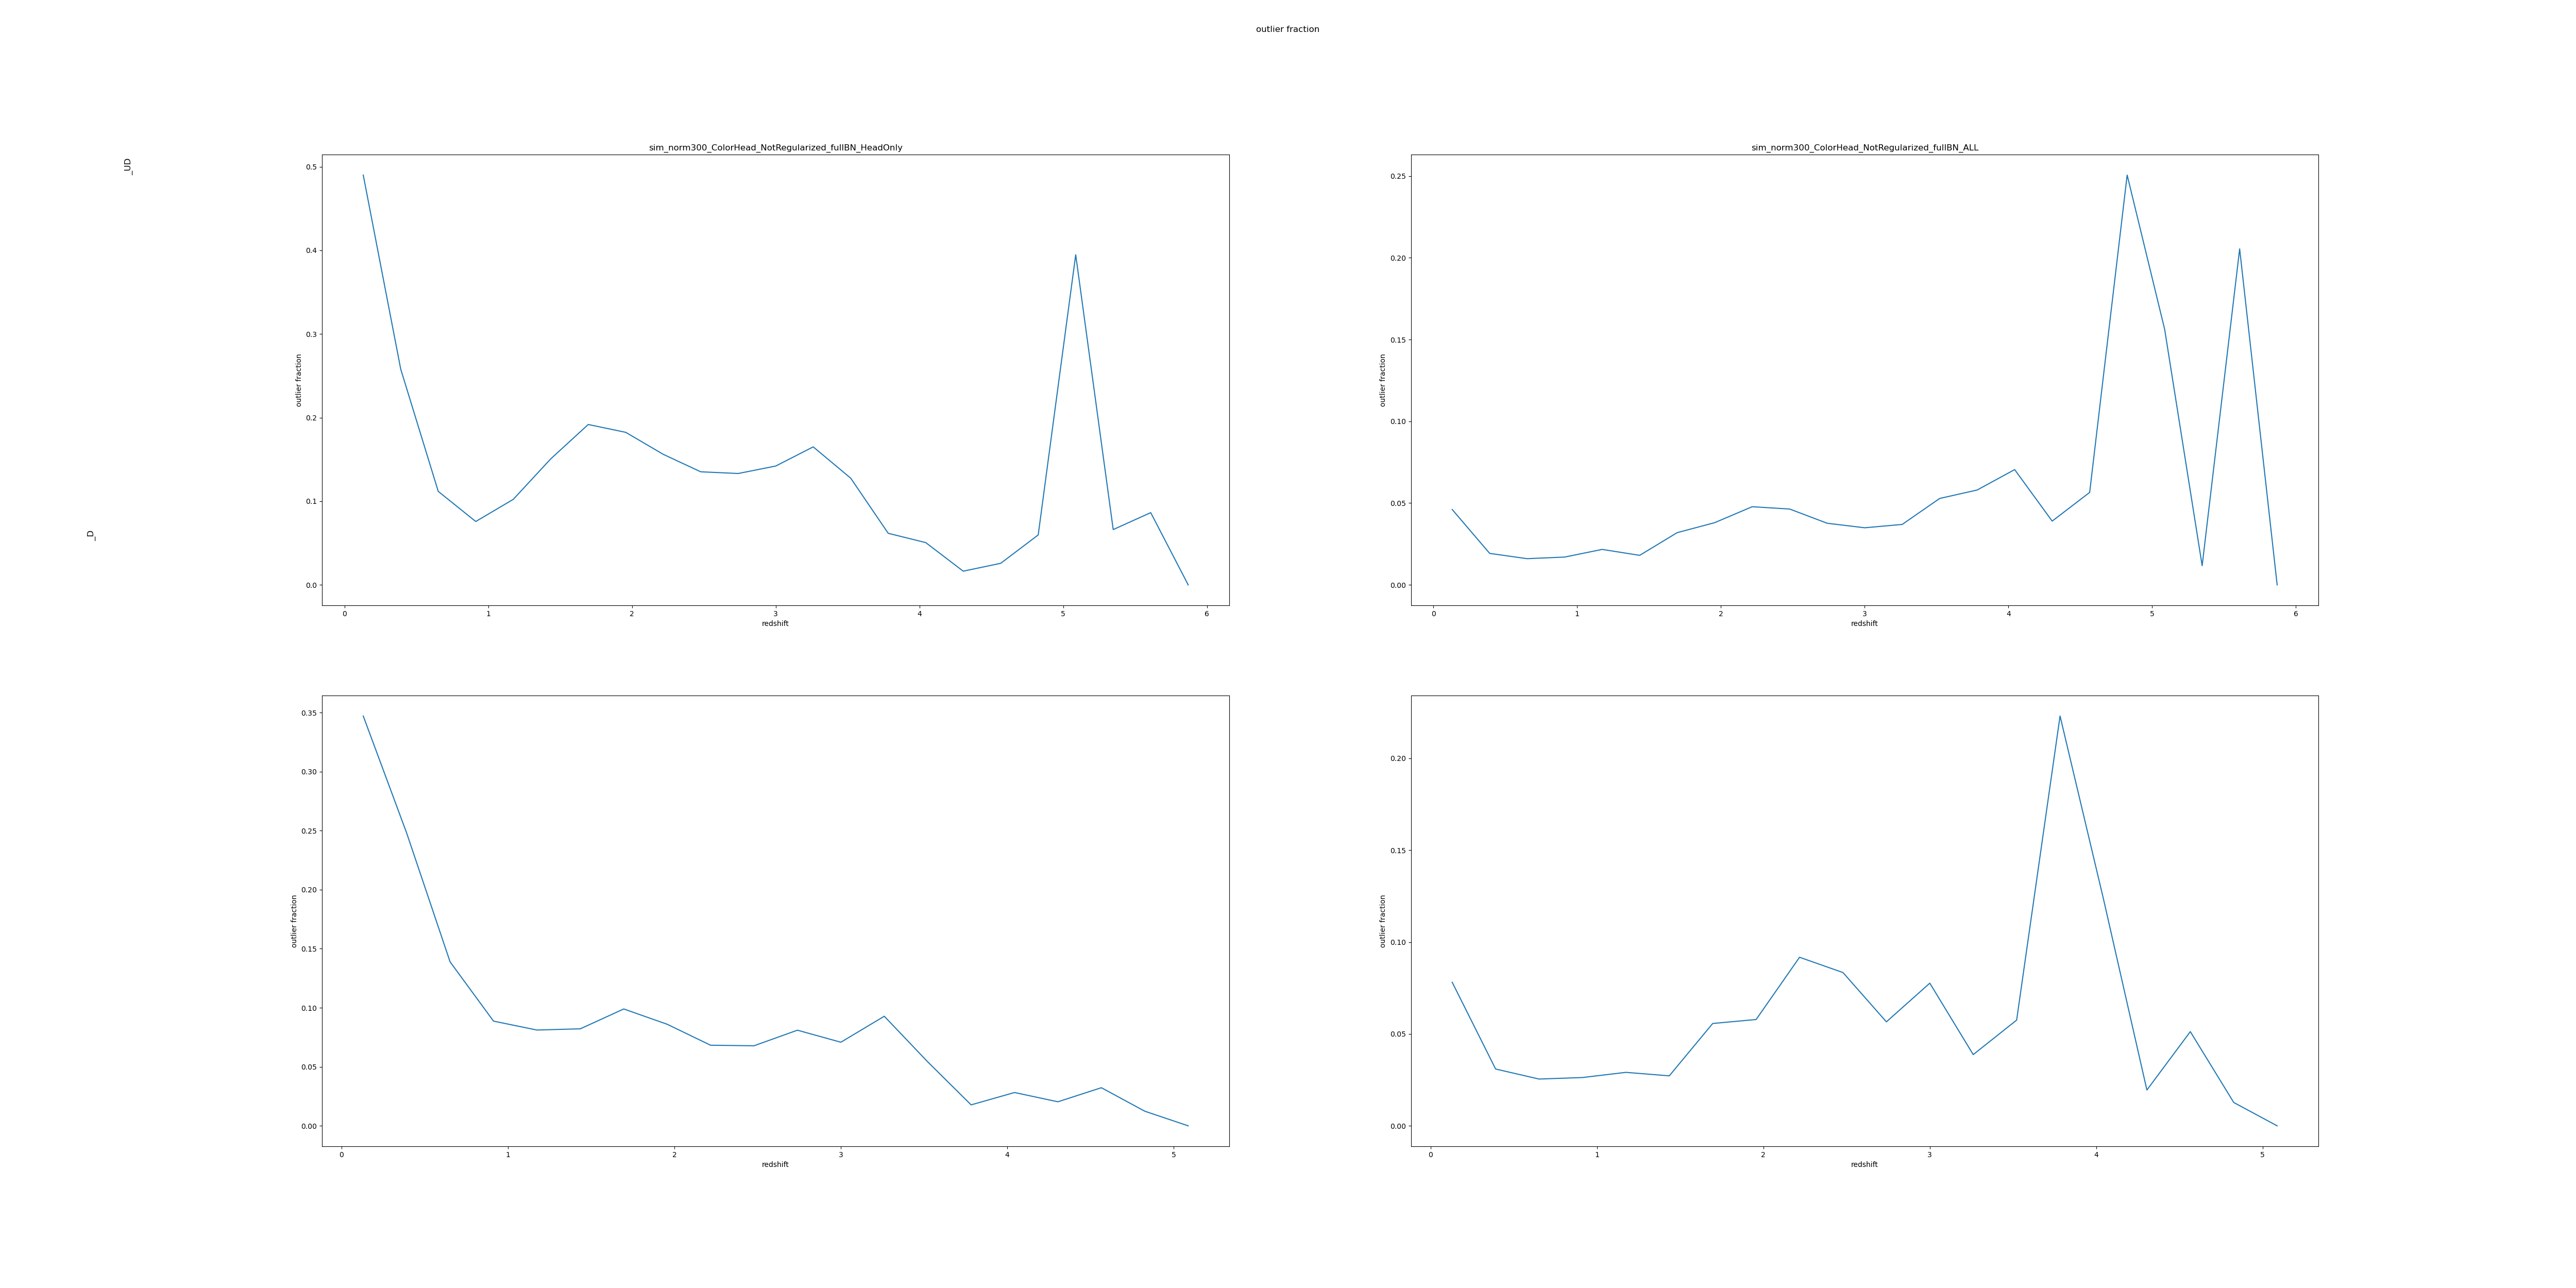 outlier fraction
_UD
sim_norm300_ColorHead_NotRegularized_fullBN_HeadOnly
outlier fraction
0.5
0.4
0.3
0.2
0.1
0.0
0 1 2 3 4 5 6
redshift
sim_norm300_ColorHead_NotRegularized_fullBN_ALL
outlier fraction
0.25
0.20
0.15
0.10
0.05
0.00
0 1 2 3 4 5 6
redshift
_D
outlier fraction
0.35
0.30
0.25
0.20
0.15
0.10
0.05
0.00
0 1 2 3 4 5
redshift
outlier fraction
0.20
0.15
0.10
0.05
0.00
0 1 2 3 4 5
redshift